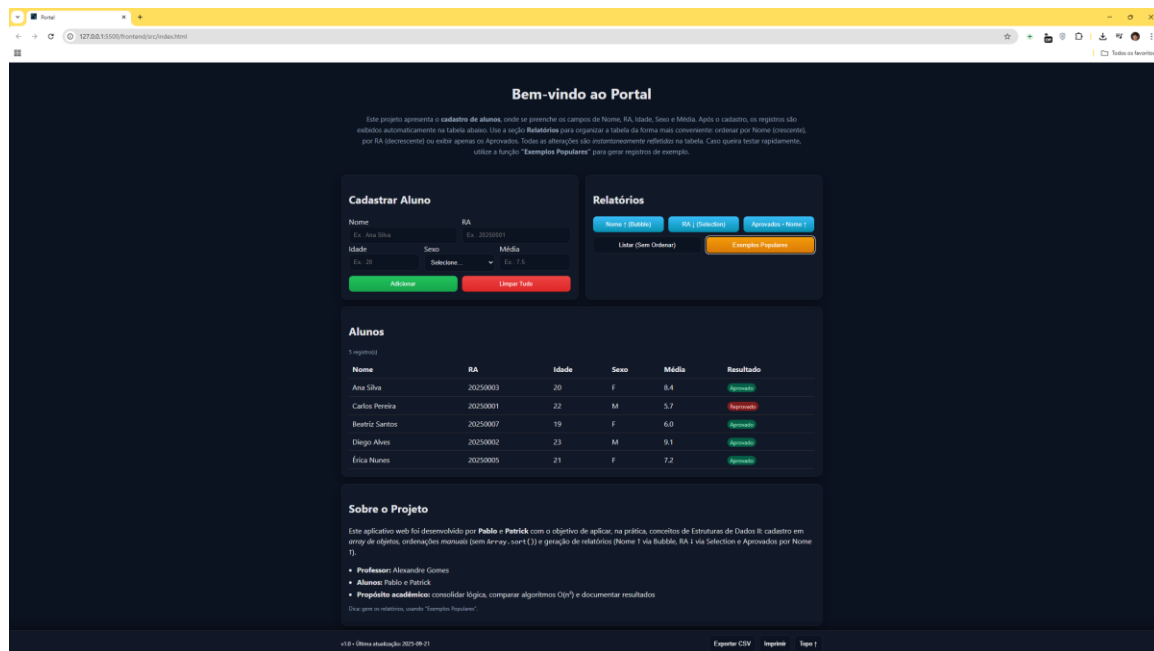 Portal
127.0.0.1:5500/frontend/src/index.html
Todos os favoritos
Bem-vindo ao Portal
Este projeto apresenta o cadastro de alunos, onde se preenche os campos de Nome, RA, Idade, Sexo e Média. Após o cadastro, os registros são
exibidos automaticamente na tabela abaixo. Use a seção Relatórios para organizar a tabela da forma mais conveniente: ordenar por Nome (crescente),
por RA (decrescente) ou exibir apenas os Aprovados. Todas as alterações são instantaneamente refletidas na tabela. Caso queira testar rapidamente,
utilize a função "Exemplos Populares" para gerar registros de exemplo.
Cadastrar Aluno
Nome RA
Ex.: Ana Silva Ex.: 20250001
Idade Sexo Média
Ex.: 20 Selecione... Ex.: 7.5
Adicionar Limpar Tudo
Relatórios
Nome ↑ (Bubble) RA ↓ (Selection) Aprovados • Nome ↑
Listar (Sem Ordenar) Exemplos Populares
Alunos
5 registro(s)
Nome RA Idade Sexo Média Resultado
Ana Silva 20250003 20 F 8.4 Aprovado
Carlos Pereira 20250001 22 M 5.7 Reprovado
Beatriz Santos 20250007 19 F 6.0 Aprovado
Diego Alves 20250002 23 M 9.1 Aprovado
Érica Nunes 20250005 21 F 7.2 Aprovado
Sobre o Projeto
Este aplicativo web foi desenvolvido por Pablo e Patrick com o objetivo de aplicar, na prática, conceitos de Estruturas de Dados II: cadastro em
array de objetos, ordenações manuais (sem Array.sort()) e geração de relatórios (Nome ↑ via Bubble, RA ↓ via Selection e Aprovados por Nome
↑).
• Professor: Alexandre Gomes
• Alunos: Pablo e Patrick
• Propósito acadêmico: consolidar lógica, comparar algoritmos O(n²) e documentar resultados
Dica: gere os relatórios, usando "Exemplos Populares".
v1.0 • Última atualização: 2025-09-21
Exportar CSV Imprimir Topo ↑